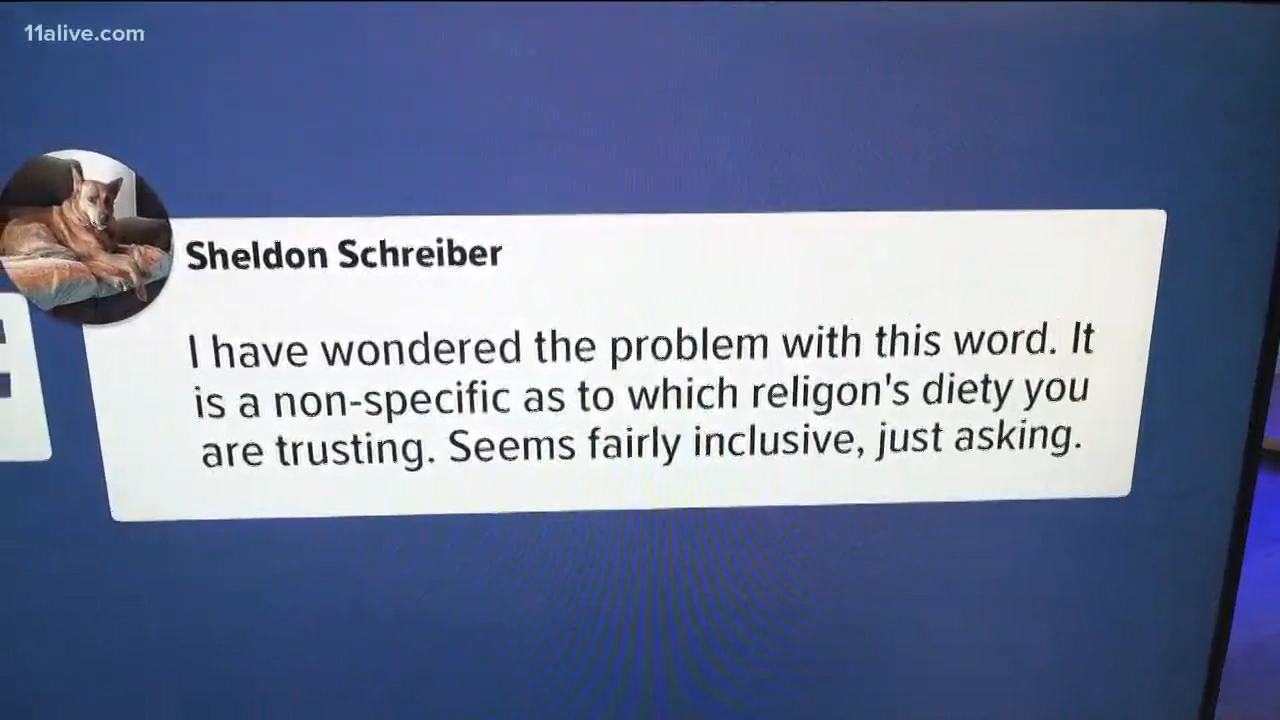 11alive.com
Sheldon Schreiber
I have wondered the problem with this word. It
is a non-specific as to which religon's diety you
are trusting. Seems fairly inclusive, just asking.